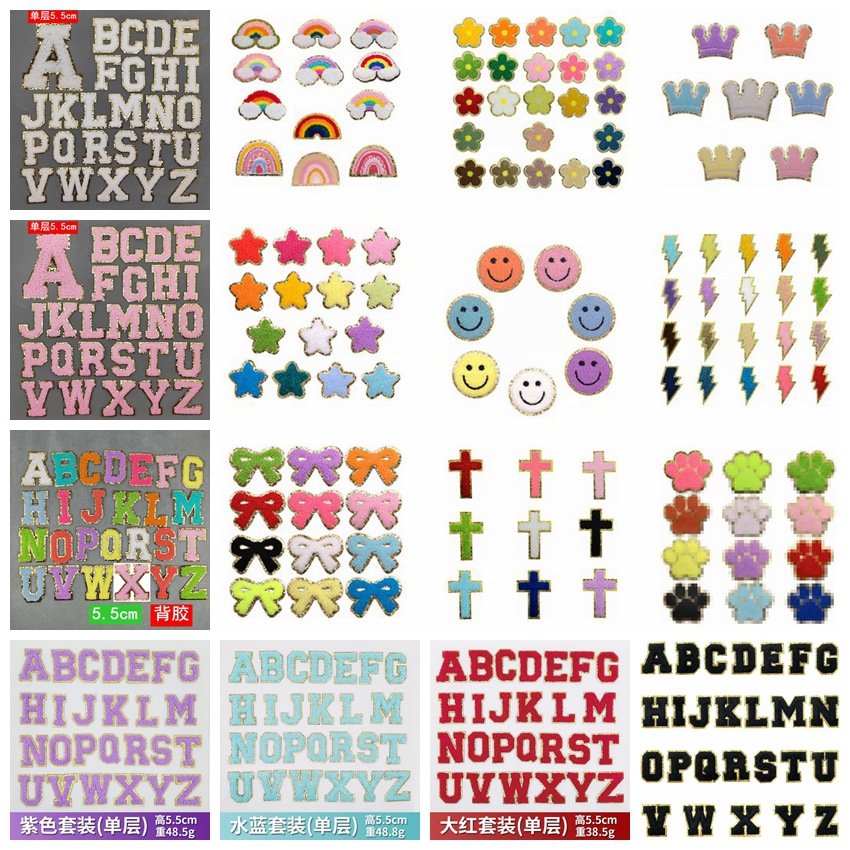 单层5.5cm
A BCDE
FGHI
JKLMNO
PQRSTU
VWXYZ
单层5.5cm
A BCDE
FGHI
JKLMNO
PQRSTU
VWXYZ
ABCDEFG
HIJKLM
NOPQRST
UVWXYZ
5.5cm 背胶
ABCDEFG
HIJKLM
NOPQRST
UVWXYZ
紫色套装(单层) 高5.5cm
重48.5g
ABCDEFG
HIJKLM
NOPQRST
UVWXYZ
水蓝套装(单层) 高5.5cm
重48.8g
ABCDEFG
HIJKLM
NOPQRST
UVWXYZ
大红套装(单层) 高5.5cm
重38.5g
ABCDEFG
HIJKLMN
OPQRSTU
VWXYZ